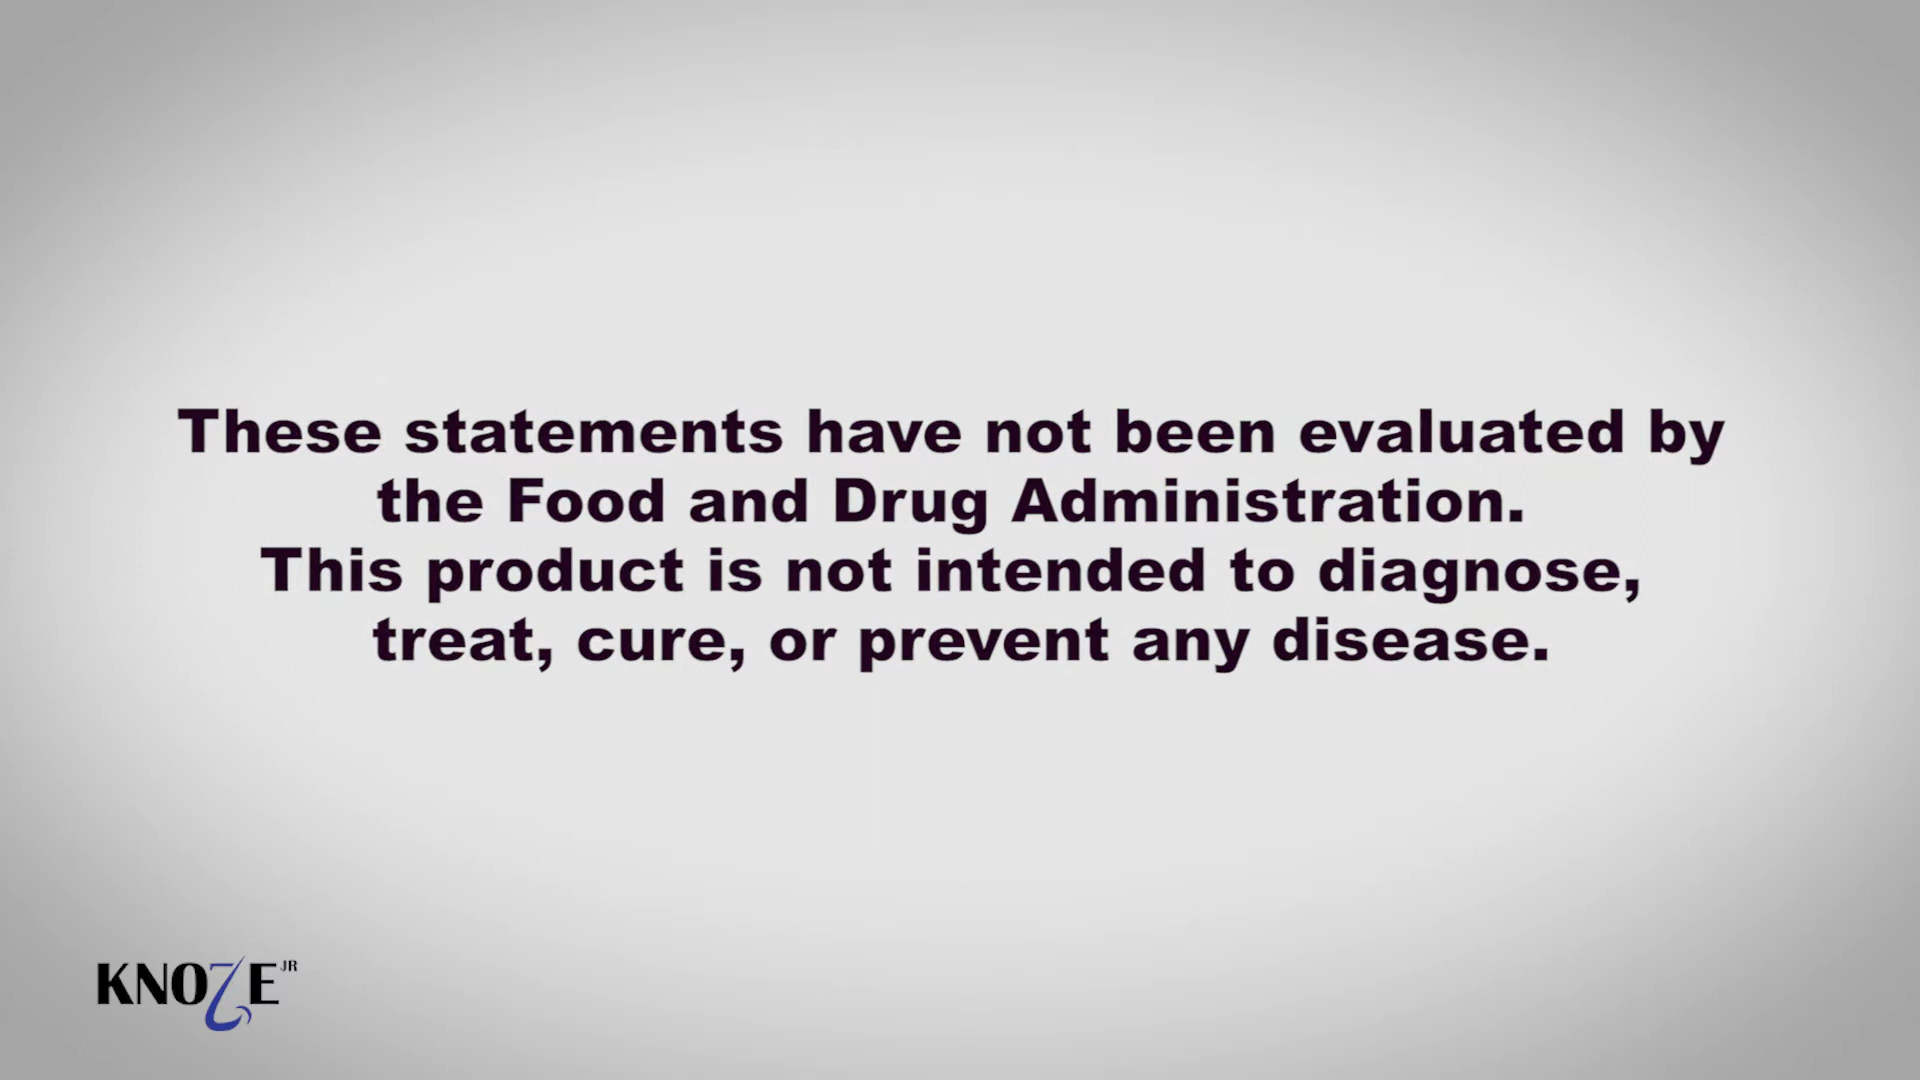 These statements have not been evaluated by
the Food and Drug Administration.
This product is not intended to diagnose,
treat, cure, or prevent any disease.
KNOZE JR